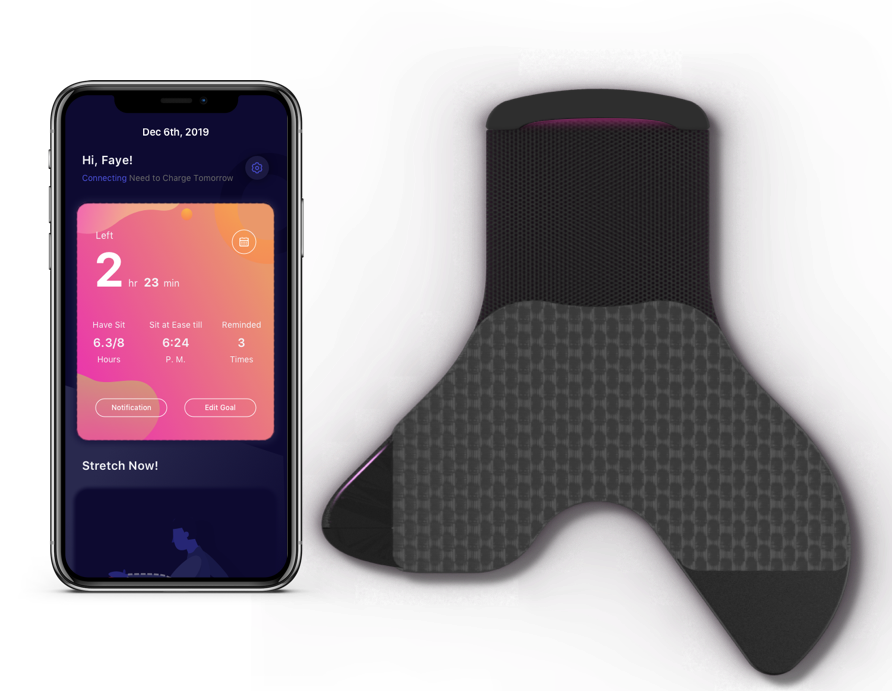 Dec 6th, 2019
Hi, Faye!
Connecting Need to Charge Tomorrow
Left
2 hr 23 min
Have Sit Sit at Ease till Reminded
6.3/8 6:24 3
Hours P. M. Times
Notification Edit Goal
Stretch Now!